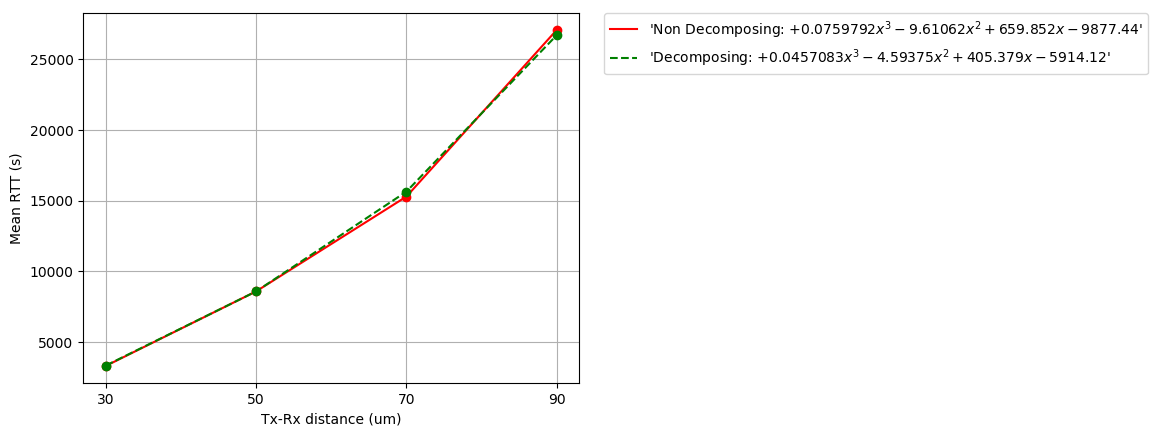 'Non Decomposing: +0.0759792x³ − 9.61062x² + 659.852x − 9877.44'
'Decomposing: +0.0457083x³ − 4.59375x² + 405.379x − 5914.12'
25000
20000
15000
10000
5000
Mean RTT (s)
30 50 70 90
Tx-Rx distance (um)